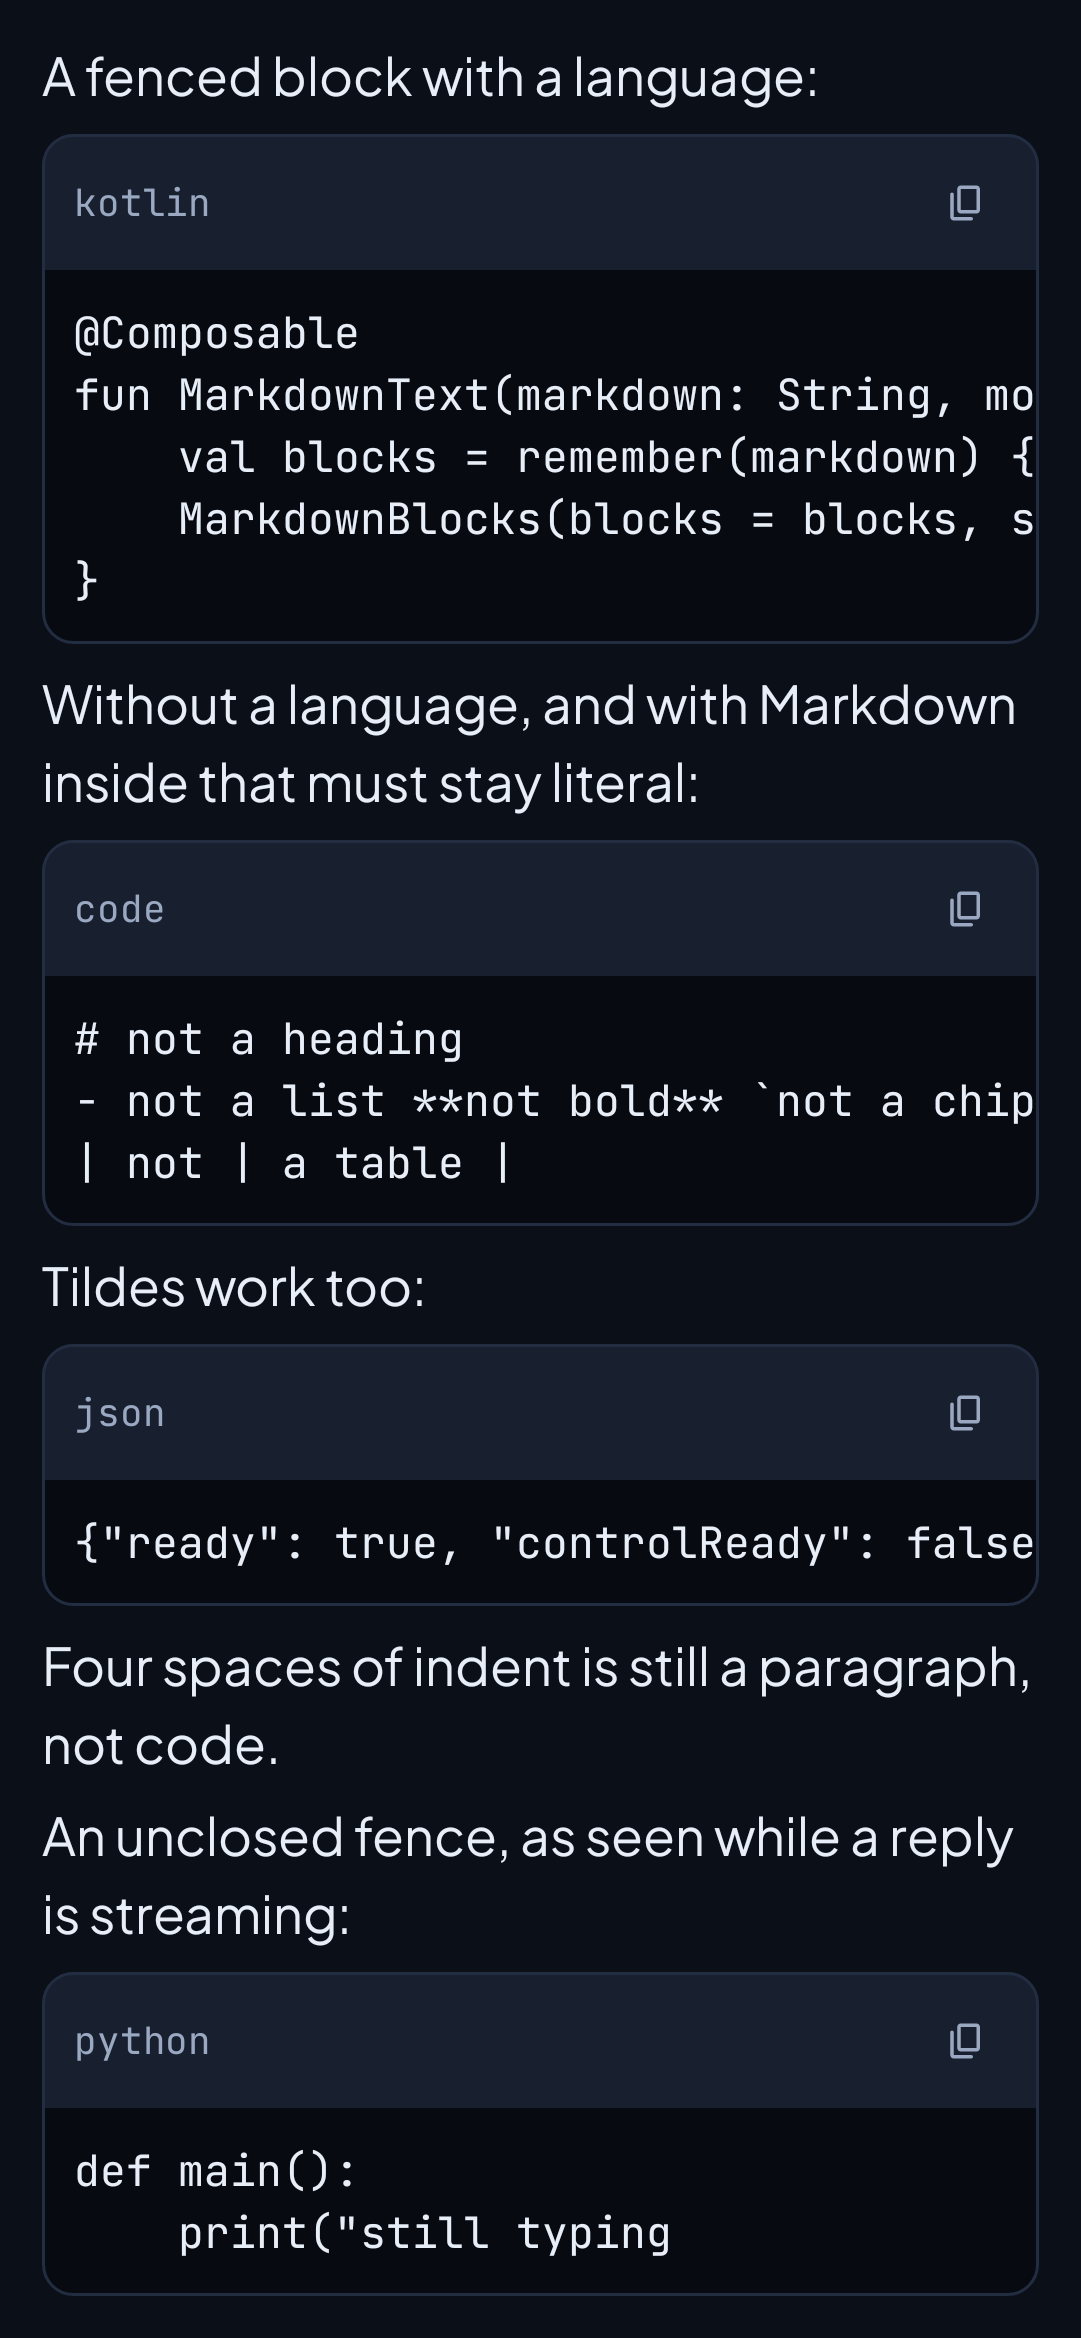 A fenced block with a language:
kotlin
@Composable
fun MarkdownText(markdown: String, mo
    val blocks = remember(markdown) {
    MarkdownBlocks(blocks = blocks, s
}
Without a language, and with Markdown
inside that must stay literal:
code
# not a heading
- not a list **not bold** `not a chip
| not | a table |
Tildes work too:
json
{"ready": true, "controlReady": false
Four spaces of indent is still a paragraph,
not code.
An unclosed fence, as seen while a reply
is streaming:
python
def main():
    print("still typing